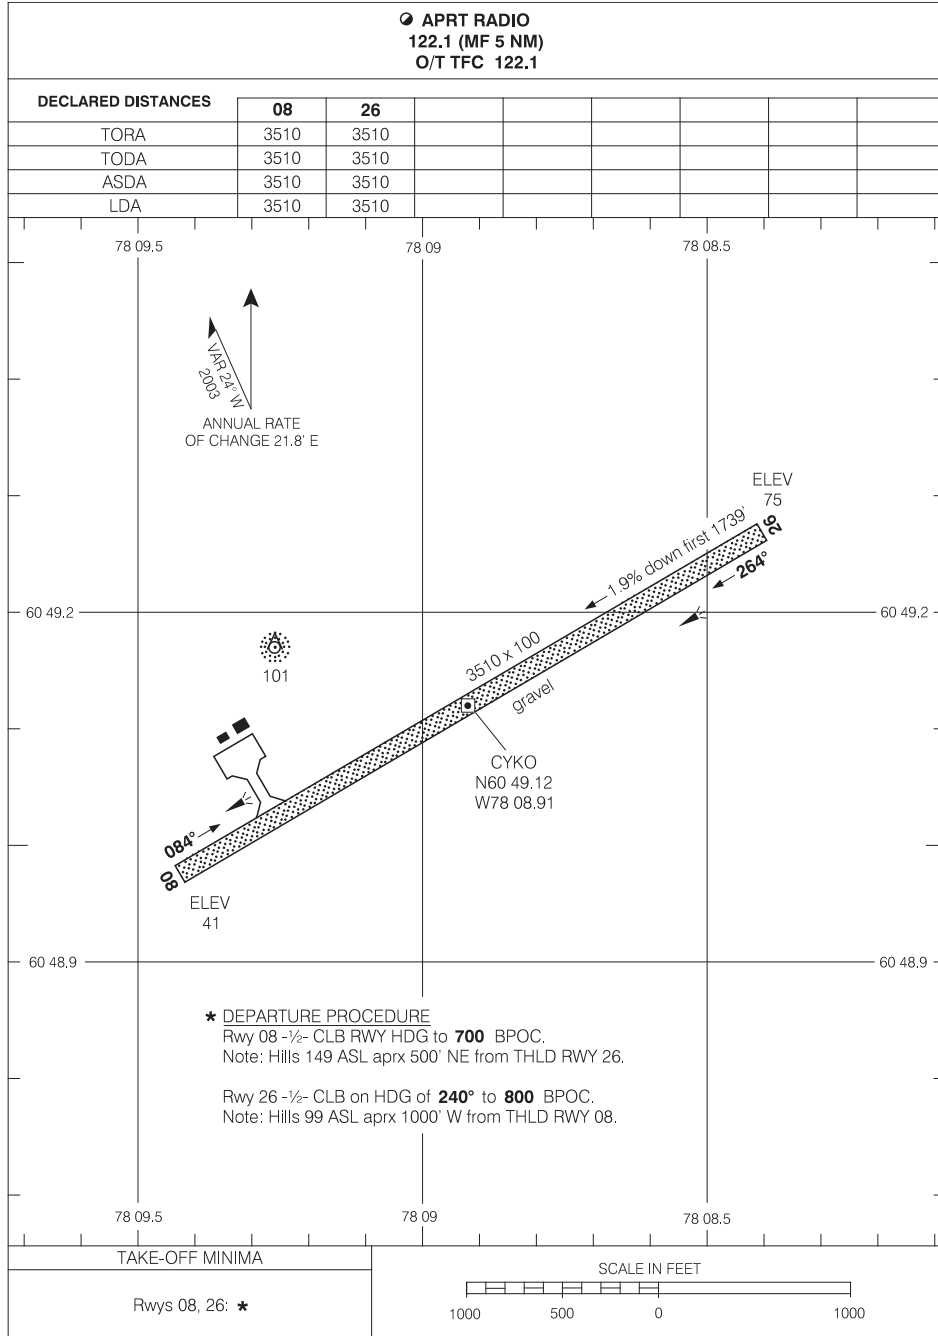 APRT RADIO
122.1 (MF 5 NM)
O/T TFC 122.1
DECLARED DISTANCES 08 26
TORA 3510 3510
TODA 3510 3510
ASDA 3510 3510
LDA 3510 3510
78 09.5 78 09 78 08.5
VAR 24° W
2003
ANNUAL RATE
OF CHANGE 21.8' E
ELEV
75
26
1.9% down first 1739'
264°
60 49.2 60 49.2
101
3510 x 100
gravel
CYKO
N60 49.12
W78 08.91
084°
08
ELEV
41
60 48.9 60 48.9
* DEPARTURE PROCEDURE
Rwy 08 -½- CLB RWY HDG to 700 BPOC.
Note: Hills 149 ASL aprx 500' NE from THLD RWY 26.
Rwy 26 -½- CLB on HDG of 240° to 800 BPOC.
Note: Hills 99 ASL aprx 1000' W from THLD RWY 08.
78 09.5 78 09 78 08.5
TAKE-OFF MINIMA
Rwys 08, 26: *
SCALE IN FEET
1000 500 0 1000